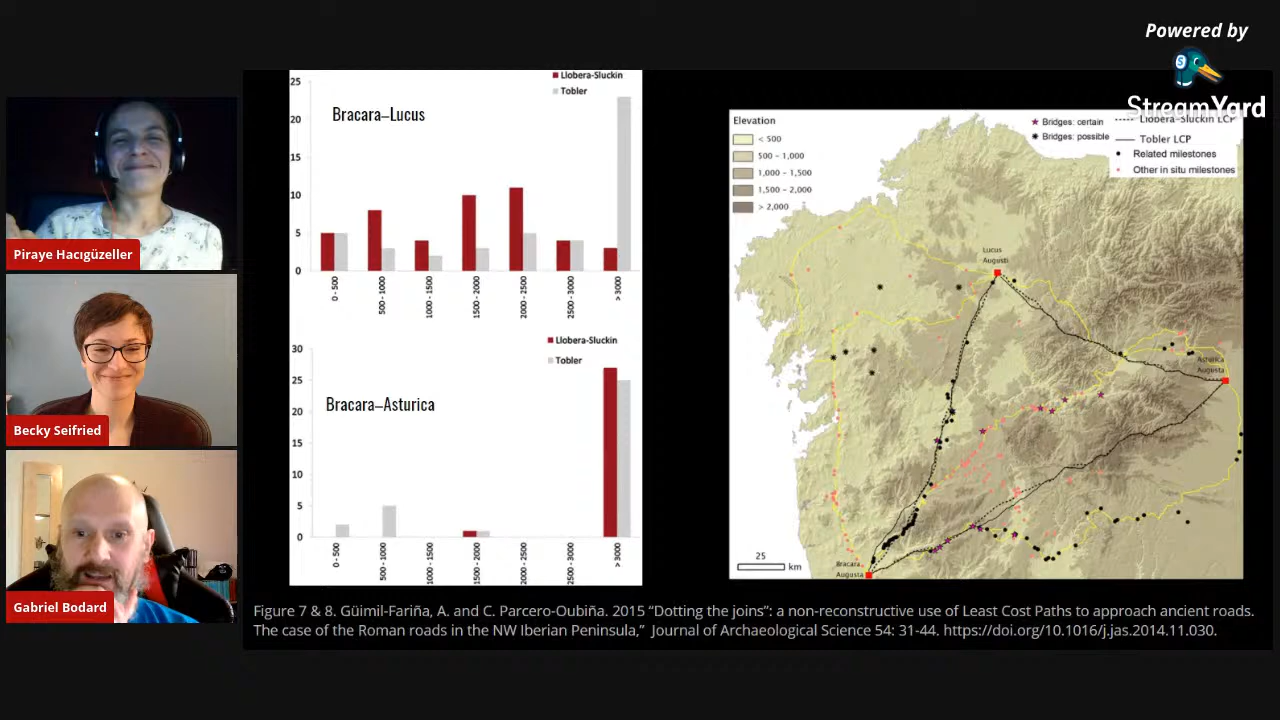 Powered by
StreamYard
Piraye Hacıgüzeller
Becky Seifried
Gabriel Bodard
Llobera-Sluckin
Tobler
Bracara–Lucus
25
20
15
10
5
0
0 - 500
500 - 1000
1000 - 1500
1500 - 2000
2000 - 2500
2500 - 3000
> 3000
Llobera-Sluckin
Tobler
Bracara–Asturica
30
25
20
15
10
5
0
0 - 500
500 - 1000
1000 - 1500
1500 - 2000
2000 - 2500
2500 - 3000
> 3000
Elevation
< 500
500 - 1,000
1,000 - 1,500
1,500 - 2,000
> 2,000
Bridges: certain
Bridges: possible
Llobera-Sluckin LCP
Tobler LCP
Related milestones
Other in situ milestones
Lucus
Augusti
Asturica
Augusta
Bracara
Augusta
25
km
Figure 7 & 8. Güimil-Fariña, A. and C. Parcero-Oubiña. 2015 “Dotting the joins”: a non-reconstructive use of Least Cost Paths to approach ancient roads.
The case of the Roman roads in the NW Iberian Peninsula,” Journal of Archaeological Science 54: 31-44. https://doi.org/10.1016/j.jas.2014.11.030.